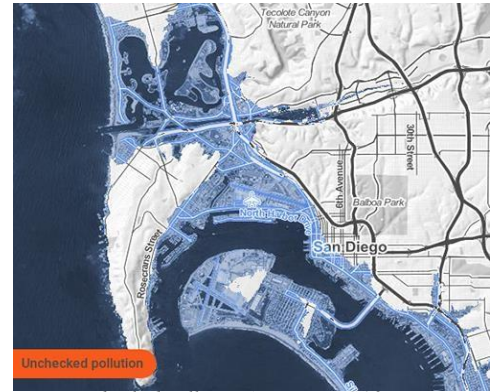 Tecolote Canyon
Natural Park
30th Street
6th Avenue
Balboa Park
North Harbor
San Diego
Rosecrans Street
Unchecked pollution